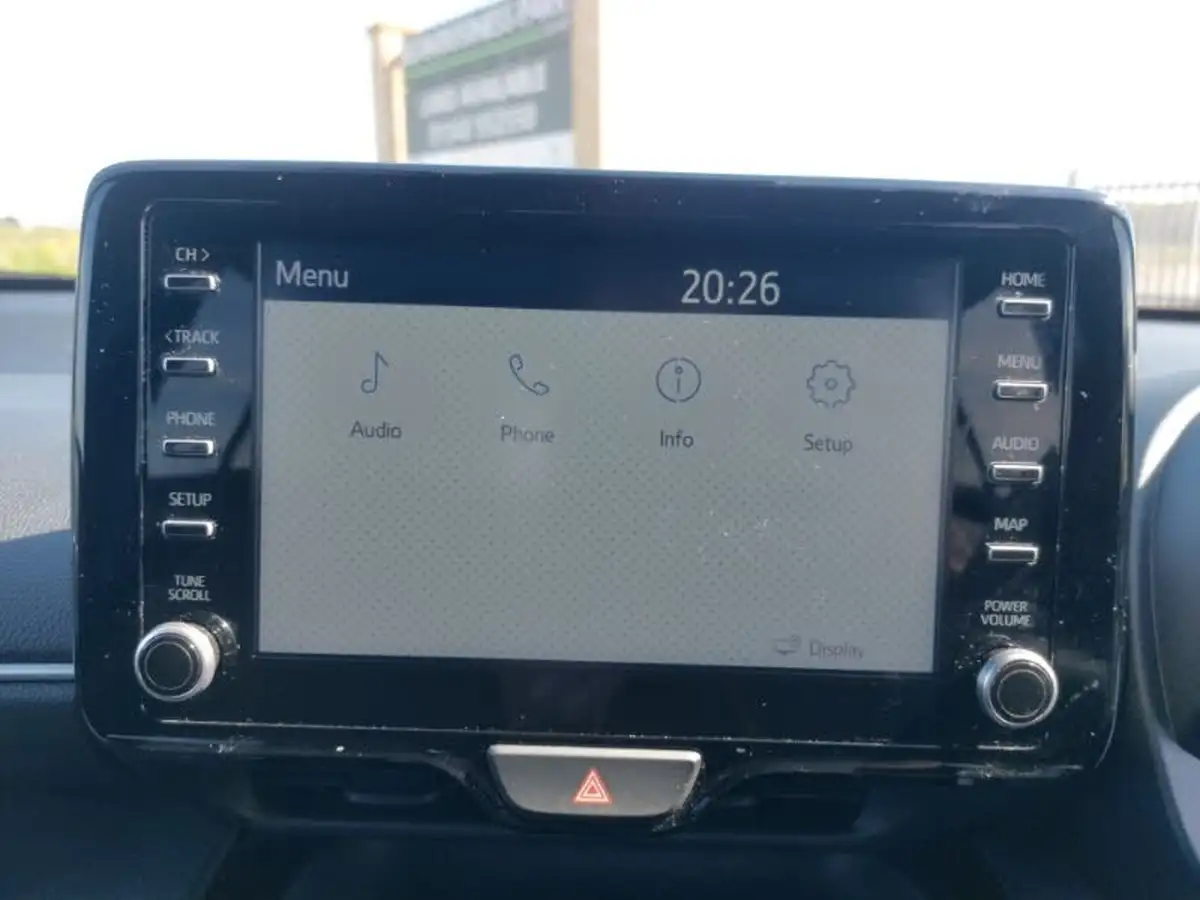 CH >
<TRACK
PHONE
SETUP
TUNE
SCROLL
Menu
20:26
Audio
Phone
Info
Setup
Display
HOME
MENU
AUDIO
MAP
POWER
VOLUME